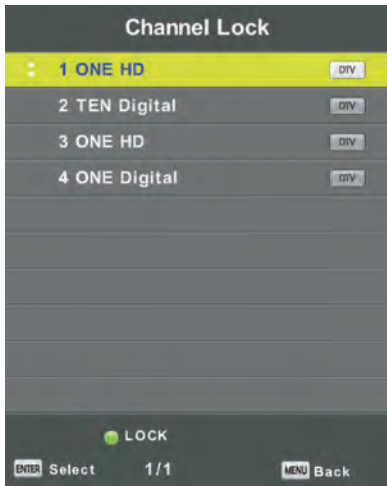 Channel Lock
1 ONE HD DTV
2 TEN Digital DTV
3 ONE HD DTV
4 ONE Digital DTV
LOCK
ENTER Select 1/1 MENU Back